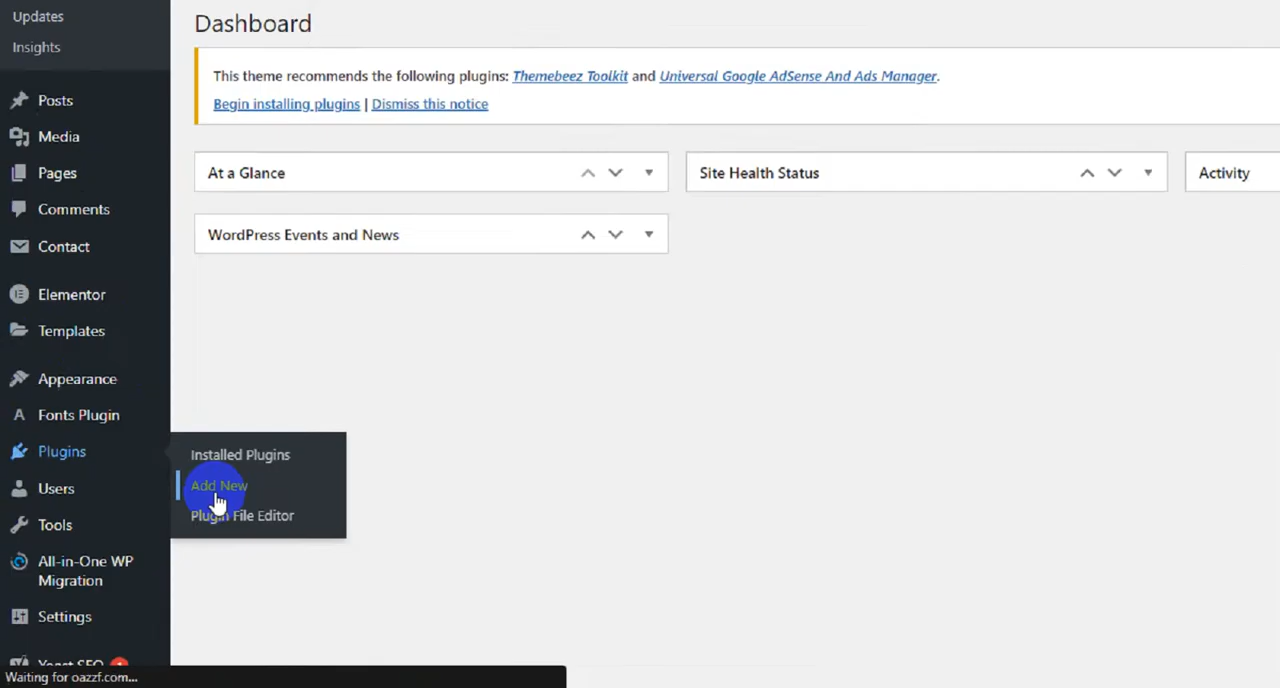 Updates
Insights
Posts
Media
Pages
Comments
Contact
Elementor
Templates
Appearance
Fonts Plugin
Plugins
Users
Tools
All-in-One WP
Migration
Settings
Yoast SEO
Waiting for oazzf.com...
Installed Plugins
Add New
Plugin File Editor
Dashboard
This theme recommends the following plugins: Themebeez Toolkit and Universal Google AdSense And Ads Manager.
Begin installing plugins | Dismiss this notice
At a Glance
Site Health Status
Activity
WordPress Events and News